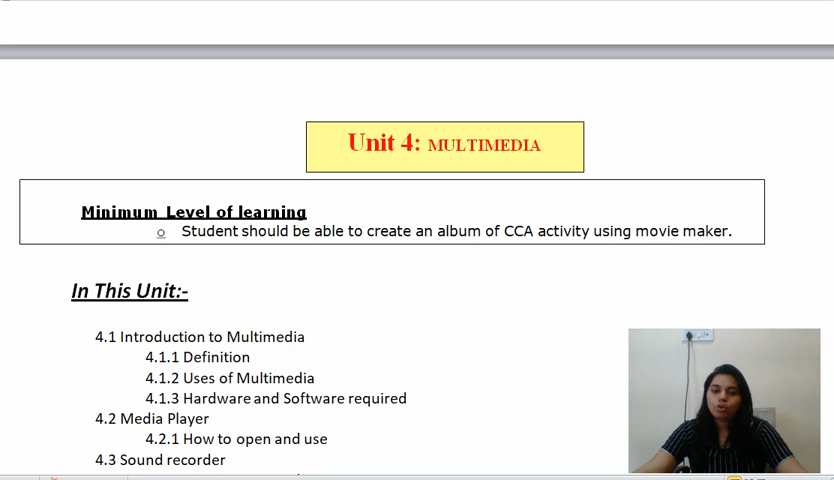 Unit 4: MULTIMEDIA
Minimum Level of learning
o Student should be able to create an album of CCA activity using movie maker.
In This Unit:-
4.1 Introduction to Multimedia
4.1.1 Definition
4.1.2 Uses of Multimedia
4.1.3 Hardware and Software required
4.2 Media Player
4.2.1 How to open and use
4.3 Sound recorder